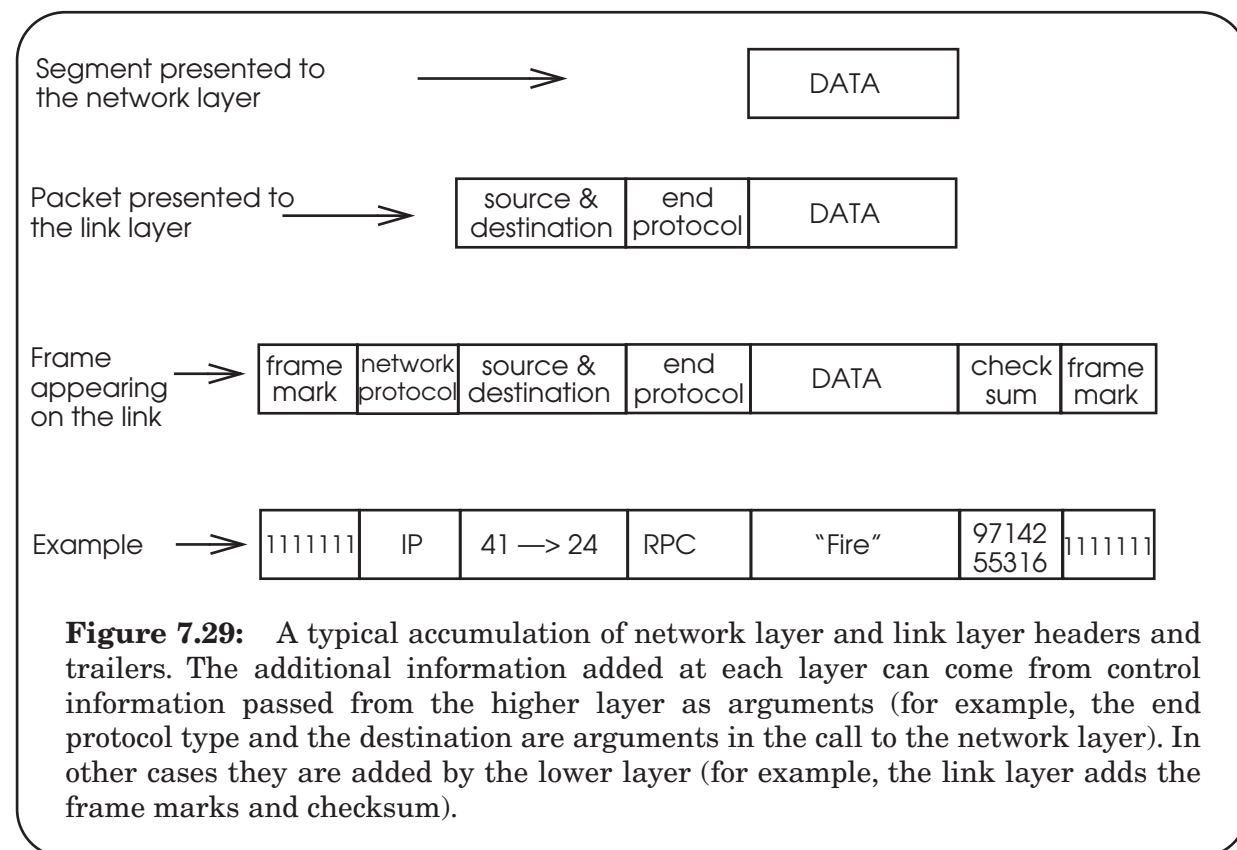 Segment presented to
the network layer
DATA
Packet presented to
the link layer
source &
destination
end
protocol
DATA
Frame
appearing
on the link
frame
mark
network
protocol
source &
destination
end
protocol
DATA
check
sum
frame
mark
Example
1111111
IP
41 —> 24
RPC
“Fire”
97142
55316
1111111
Figure 7.29: A typical accumulation of network layer and link layer headers and
trailers. The additional information added at each layer can come from control
information passed from the higher layer as arguments (for example, the end
protocol type and the destination are arguments in the call to the network layer). In
other cases they are added by the lower layer (for example, the link layer adds the
frame marks and checksum).